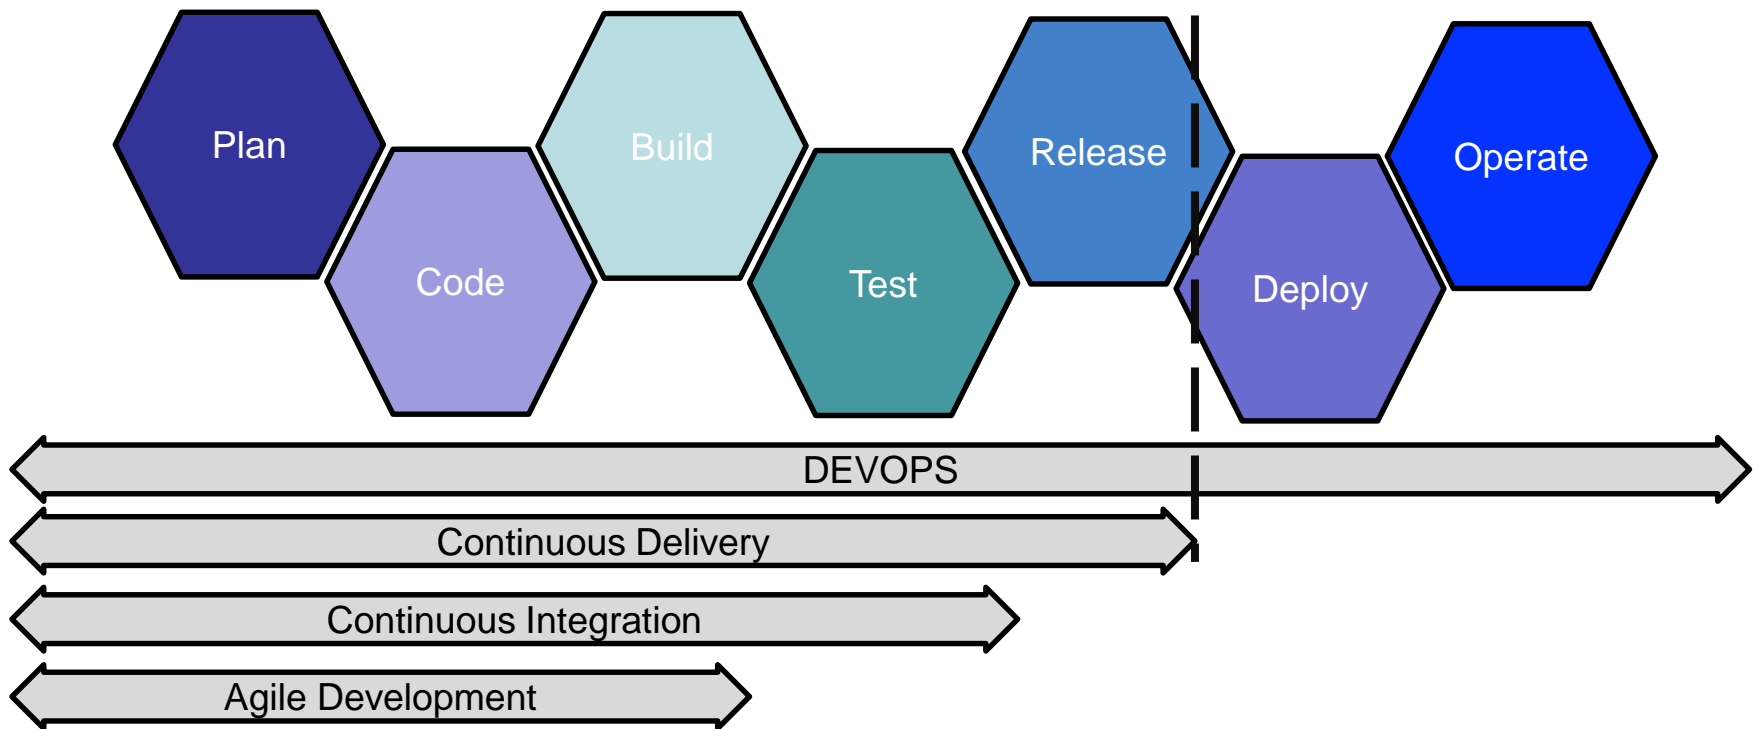 Plan
Code
Build
Test
Release
Deploy
Operate
DEVOPS
Continuous Delivery
Continuous Integration
Agile Development